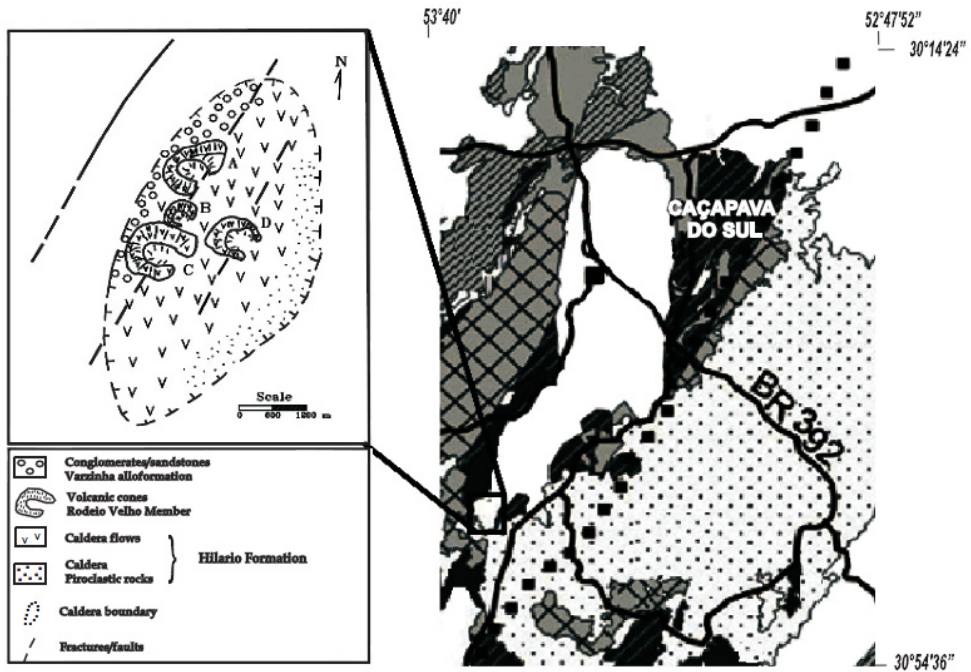 53°40'
52°47'52"
30°14'24"
N
A
B
D
C
Scale
0 600 1200 m
CAÇAPAVA
DO SUL
BR 392
Conglomerates/sandstones
Varzinha alloformation
Volcanic cones
Rodeio Velho Member
Caldera flows
Hilario Formation
Caldera
Piroclastic rocks
Caldera boundary
Fractures/faults
30°54'36"